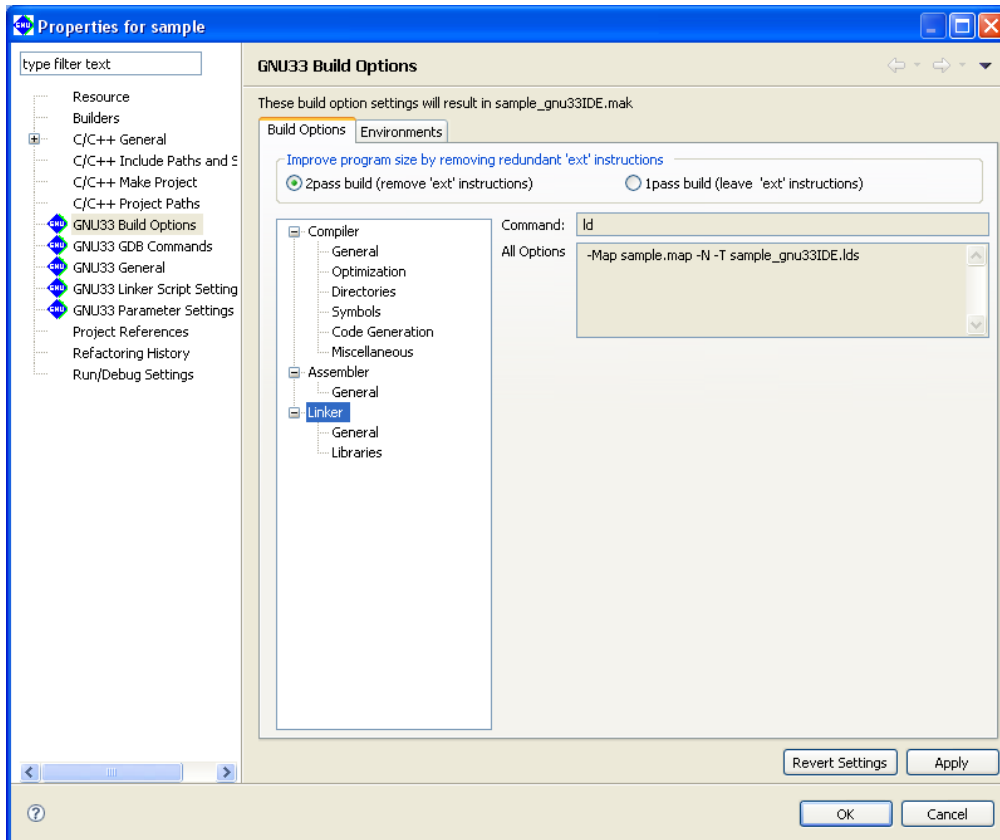 Properties for sample
type filter text
Resource
Builders
C/C++ General
C/C++ Include Paths and S
C/C++ Make Project
C/C++ Project Paths
GNU33 Build Options
GNU33 GDB Commands
GNU33 General
GNU33 Linker Script Setting
GNU33 Parameter Settings
Project References
Refactoring History
Run/Debug Settings
GNU33 Build Options
These build option settings will result in sample_gnu33IDE.mak
Build Options
Environments
Improve program size by removing redundant 'ext' instructions
2pass build (remove 'ext' instructions)
1pass build (leave 'ext' instructions)
Compiler
General
Optimization
Directories
Symbols
Code Generation
Miscellaneous
Assembler
General
Linker
General
Libraries
Command:
ld
All Options
-Map sample.map -N -T sample_gnu33IDE.lds
Revert Settings
Apply
?
OK
Cancel